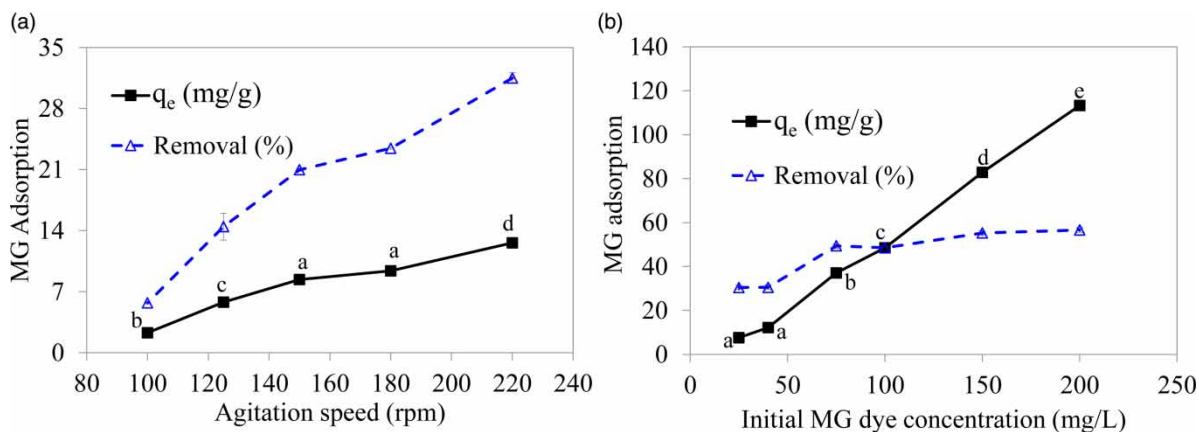 (a)
35
28
21
14
7
0
MG Adsorption
qe (mg/g)
Removal (%)
b
c
a
a
d
80 100 120 140 160 180 200 220 240
Agitation speed (rpm)
(b)
140
120
100
80
60
40
20
0
MG adsorption
qe (mg/g)
Removal (%)
a
a
b
c
d
e
0 50 100 150 200 250
Initial MG dye concentration (mg/L)